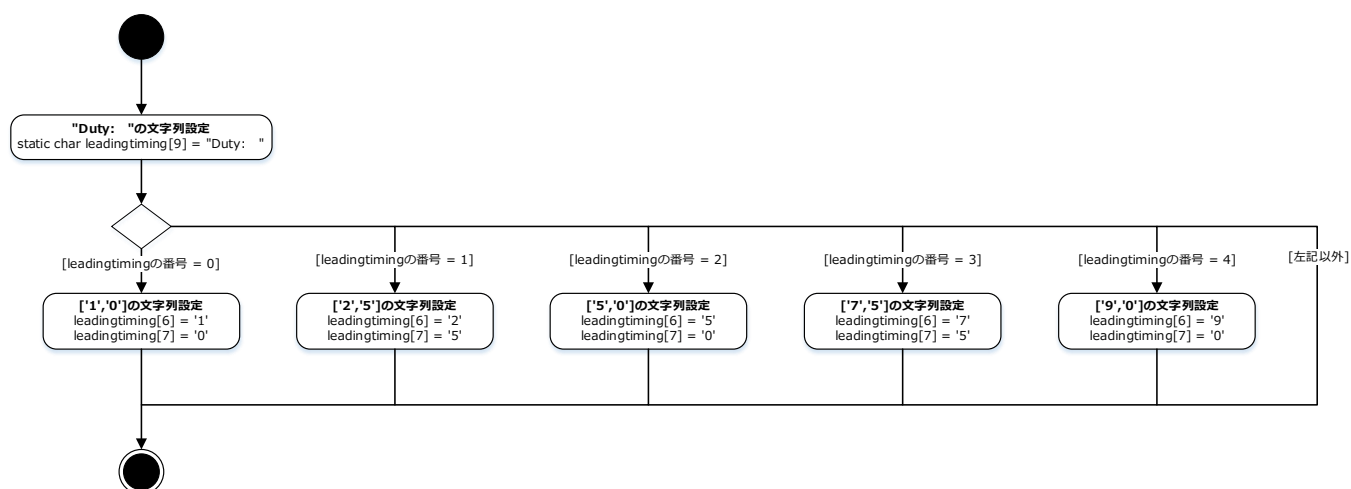 "Duty:   "の文字列設定
static char leadingtiming[9] = "Duty:   "
[leadingtimingの番号 = 0]
[leadingtimingの番号 = 1]
[leadingtimingの番号 = 2]
[leadingtimingの番号 = 3]
[leadingtimingの番号 = 4]
[左記以外]
['1','0']の文字列設定
leadingtiming[6] = '1'
leadingtiming[7] = '0'
['2','5']の文字列設定
leadingtiming[6] = '2'
leadingtiming[7] = '5'
['5','0']の文字列設定
leadingtiming[6] = '5'
leadingtiming[7] = '0'
['7','5']の文字列設定
leadingtiming[6] = '7'
leadingtiming[7] = '5'
['9','0']の文字列設定
leadingtiming[6] = '9'
leadingtiming[7] = '0'